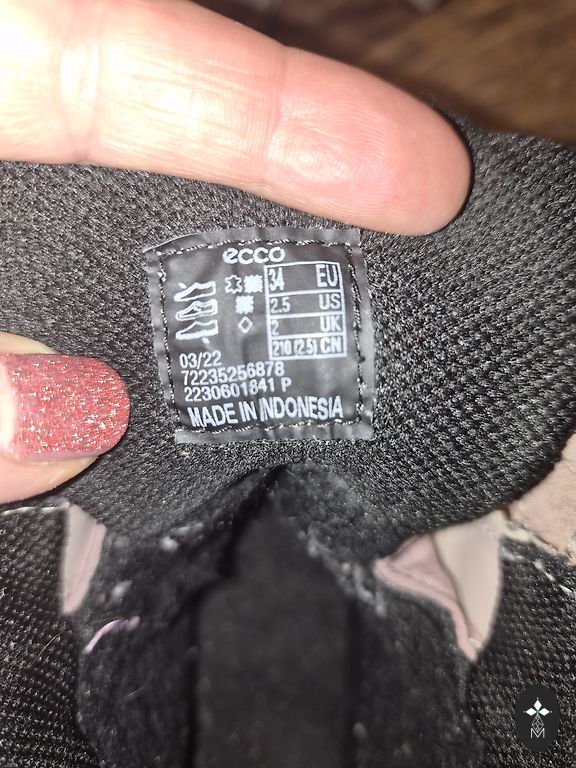 ecco
34 EU
2.5 US
2 UK
210 (2.5) CN
03/22
72235256878
2230601841 P
MADE IN INDONESIA
M